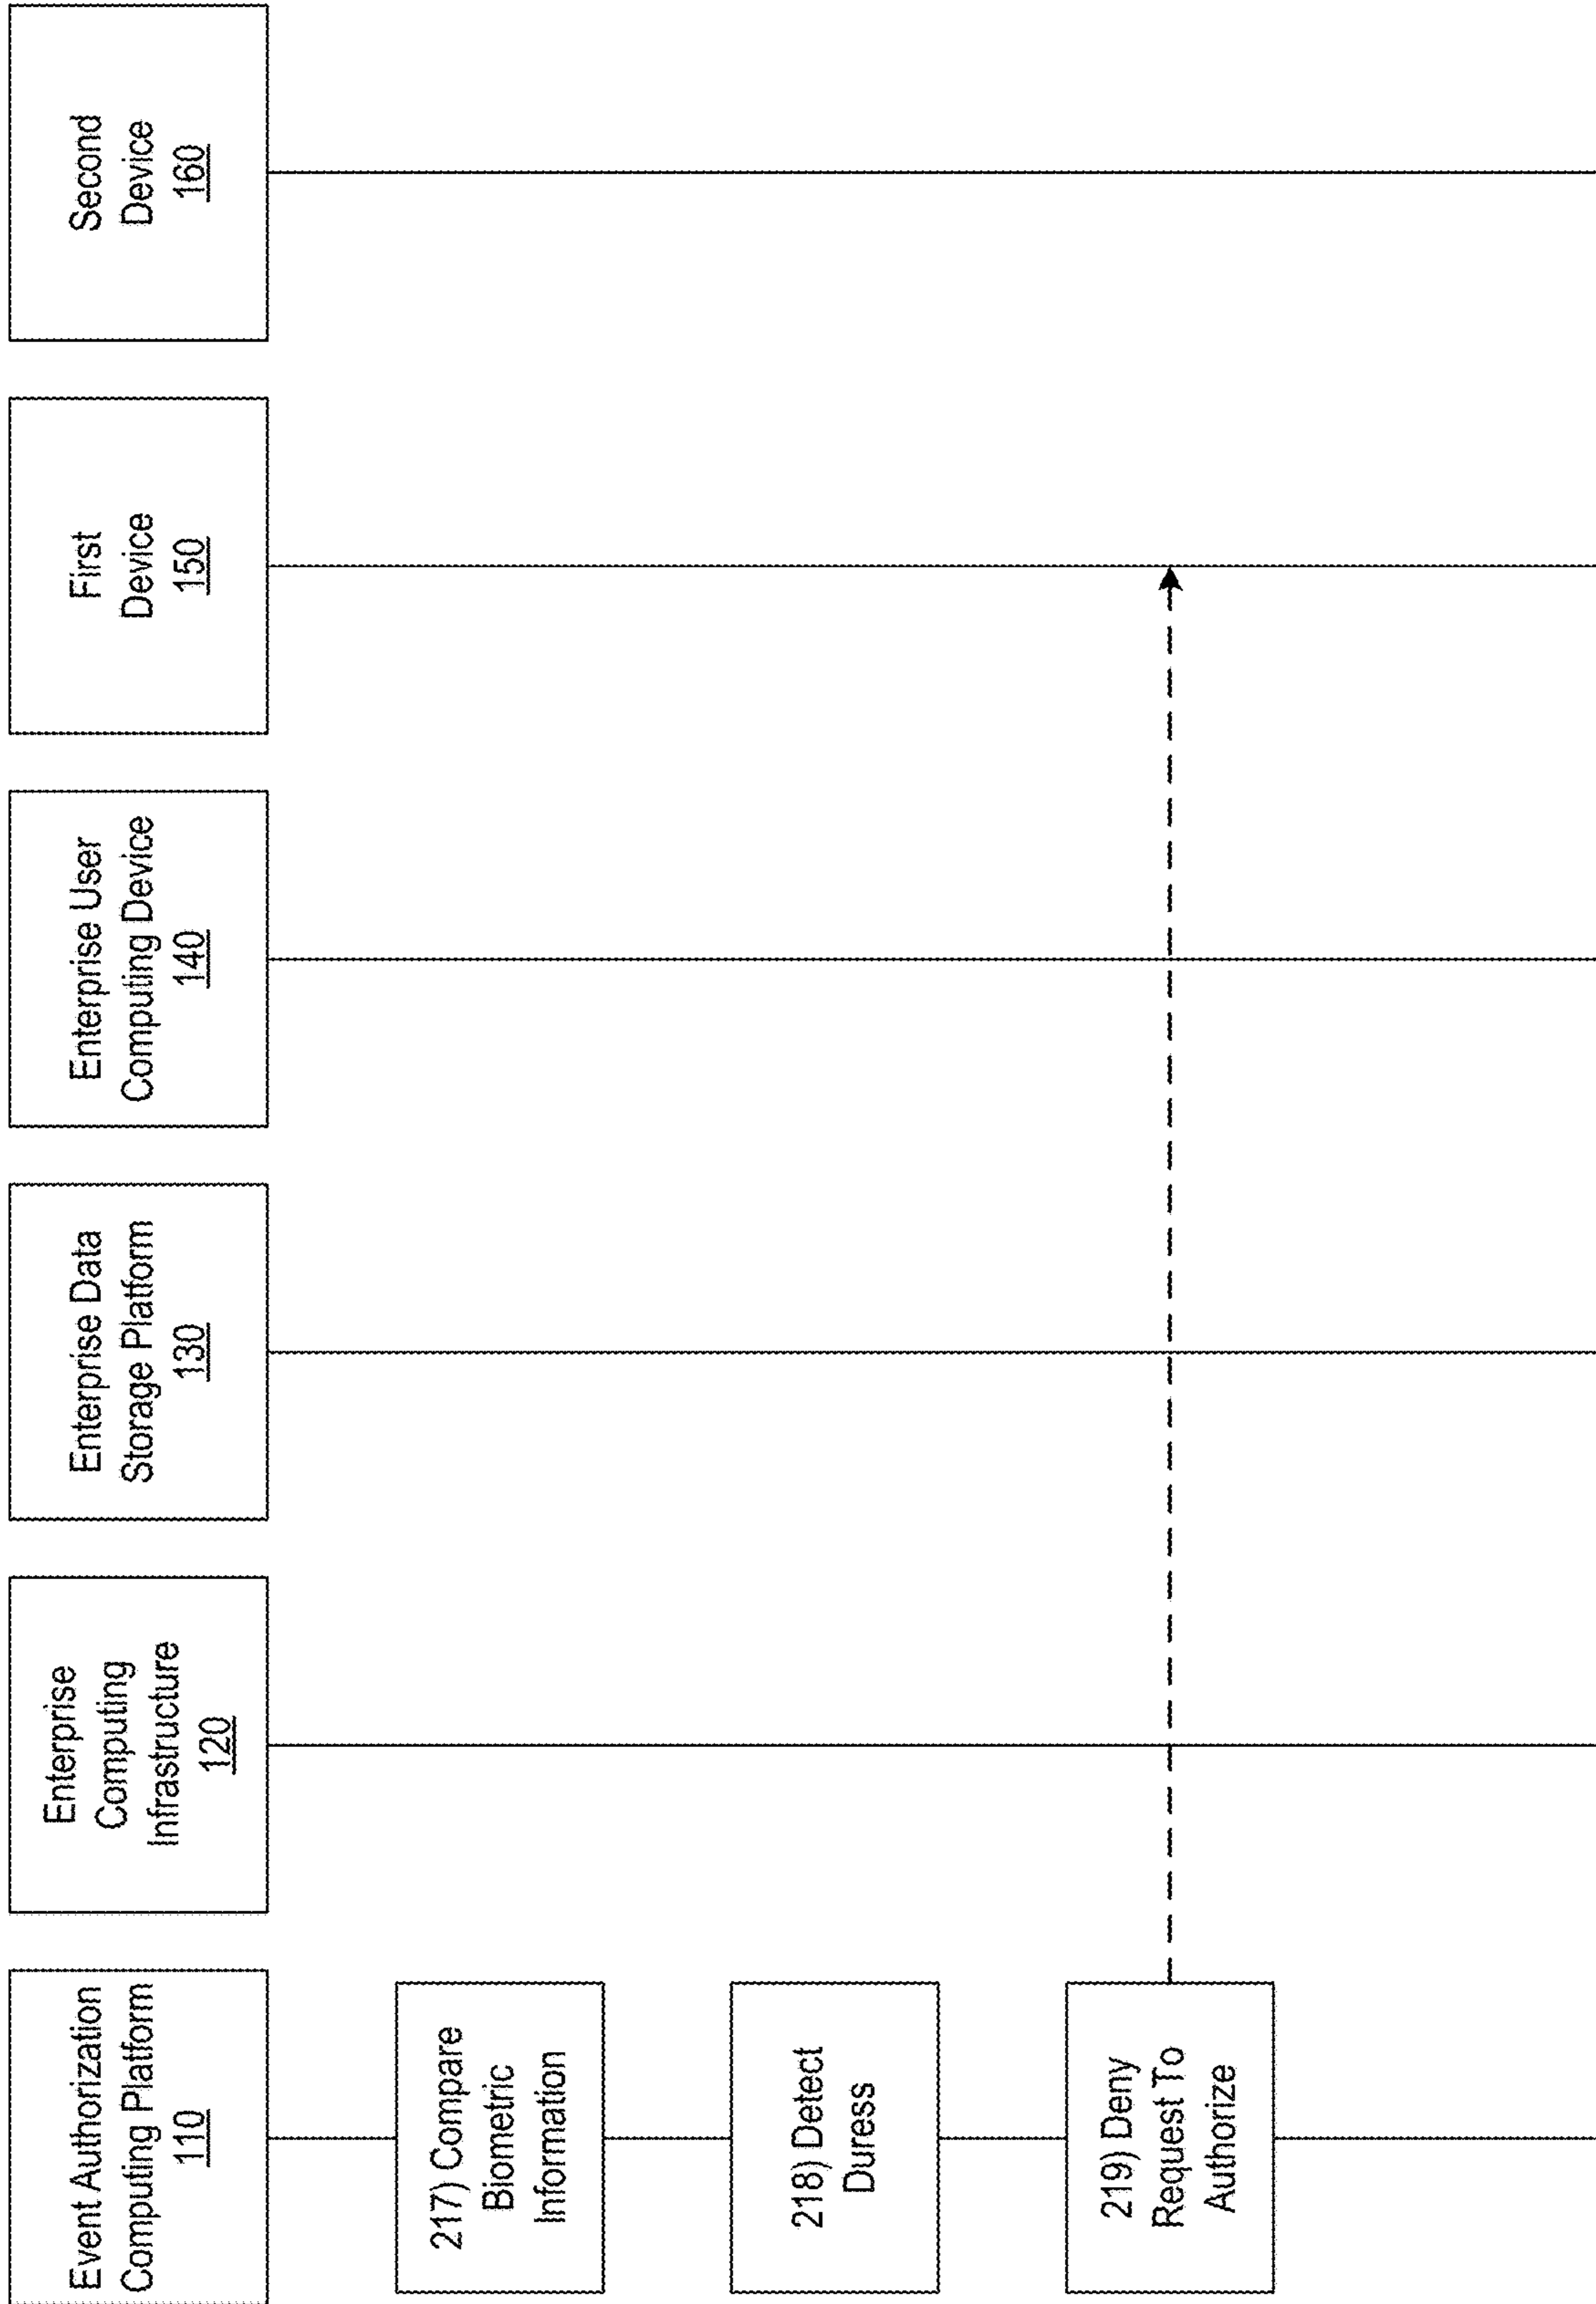 Event Authorization
Computing Platform
110
Enterprise
Computing
Infrastructure
120
Enterprise Data
Storage Platform
130
Enterprise User
Computing Device
140
First
Device
150
Second
Device
160
217) Compare
Biometric
Information
218) Detect
Duress
219) Deny
Request To
Authorize